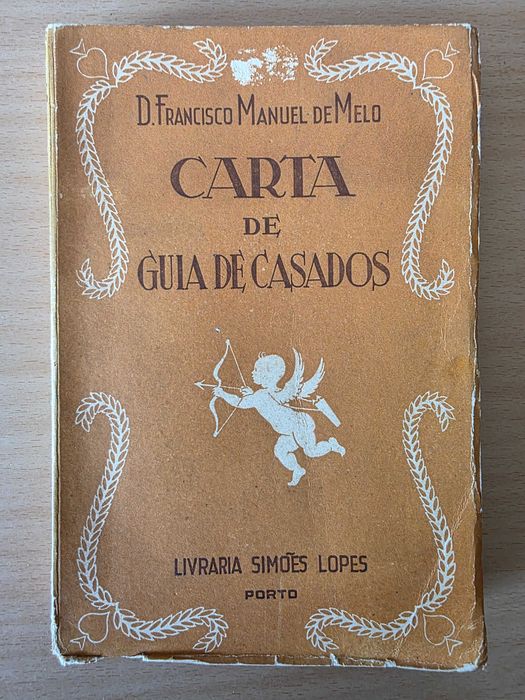 D. FRANCISCO MANUEL DE MELO
CARTA
DE
GUIA DE CASADOS
LIVRARIA SIMÕES LOPES
PORTO